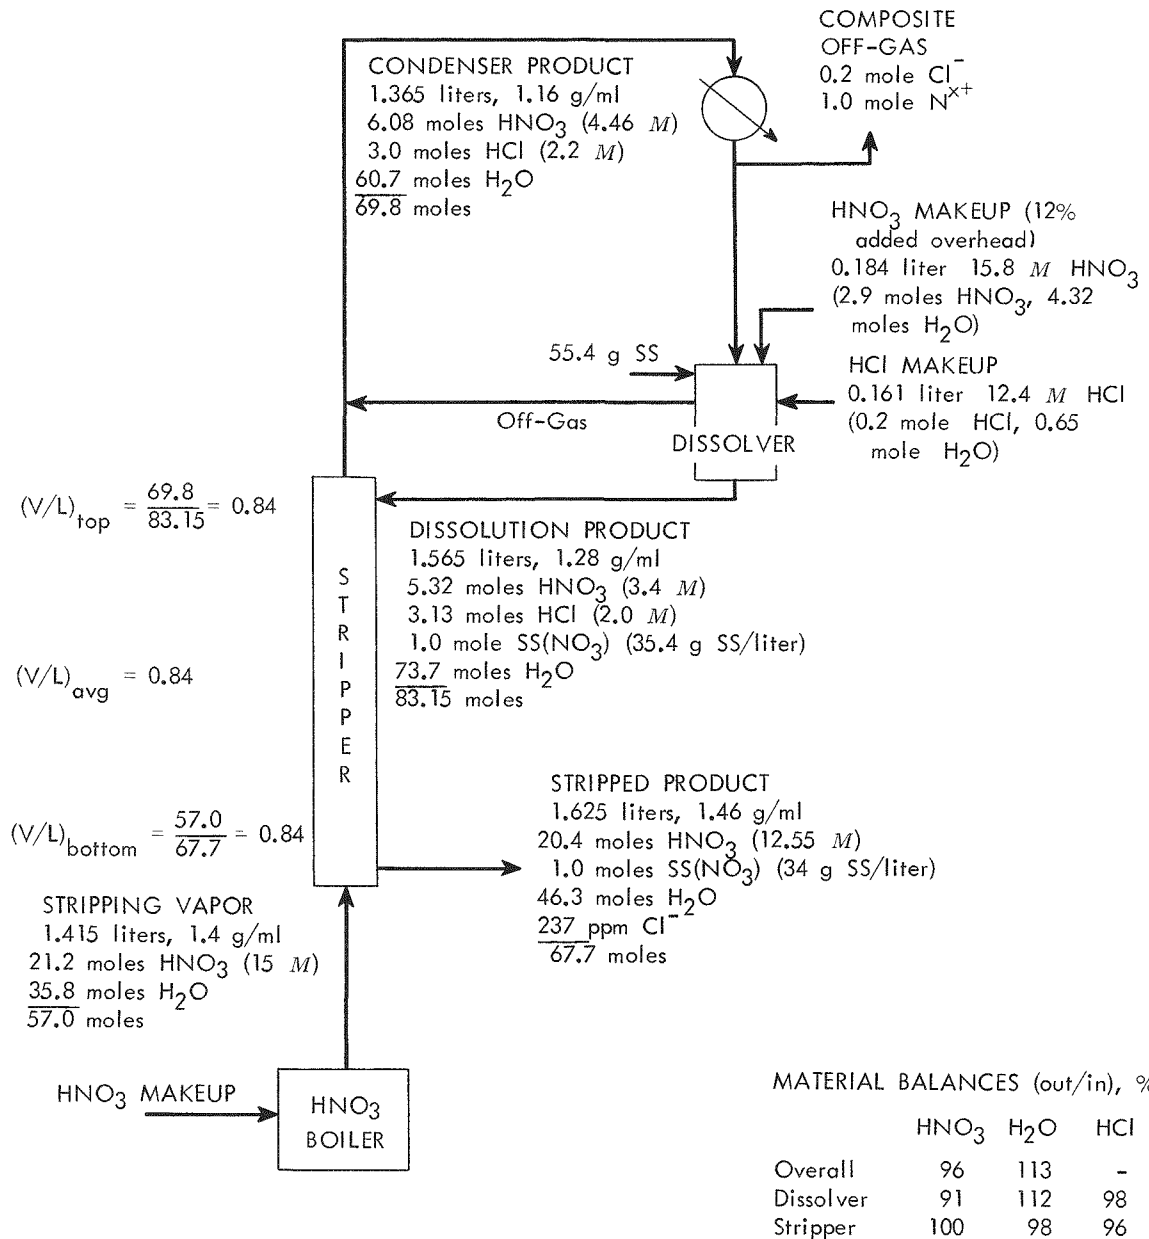 COMPOSITE
OFF-GAS
0.2 mole Cl⁻
1.0 mole Nˣ⁺
CONDENSER PRODUCT
1.365 liters, 1.16 g/ml
6.08 moles HNO₃ (4.46 M)
3.0 moles HCl (2.2 M)
60.7 moles H₂O
69.8 moles
HNO₃ MAKEUP (12%
added overhead)
0.184 liter 15.8 M HNO₃
(2.9 moles HNO₃, 4.32
moles H₂O)
55.4 g SS
HCl MAKEUP
0.161 liter 12.4 M HCl
(0.2 mole HCl, 0.65
mole H₂O)
Off-Gas
DISSOLVER
(V/L)top = 69.8/83.15 = 0.84
STRIPPER
DISSOLUTION PRODUCT
1.565 liters, 1.28 g/ml
5.32 moles HNO₃ (3.4 M)
3.13 moles HCl (2.0 M)
1.0 mole SS(NO₃) (35.4 g SS/liter)
73.7 moles H₂O
83.15 moles
(V/L)avg = 0.84
STRIPPED PRODUCT
1.625 liters, 1.46 g/ml
20.4 moles HNO₃ (12.55 M)
1.0 moles SS(NO₃) (34 g SS/liter)
46.3 moles H₂O
237 ppm Cl⁻
67.7 moles
(V/L)bottom = 57.0/67.7 = 0.84
STRIPPING VAPOR
1.415 liters, 1.4 g/ml
21.2 moles HNO₃ (15 M)
35.8 moles H₂O
57.0 moles
HNO₃ MAKEUP
HNO₃
BOILER
MATERIAL BALANCES (out/in), %
HNO₃ H₂O HCl
Overall 96 113 -
Dissolver 91 112 98
Stripper 100 98 96